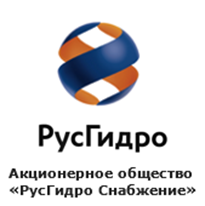 РусГидро
Акционерное общество
«РусГидро Снабжение»